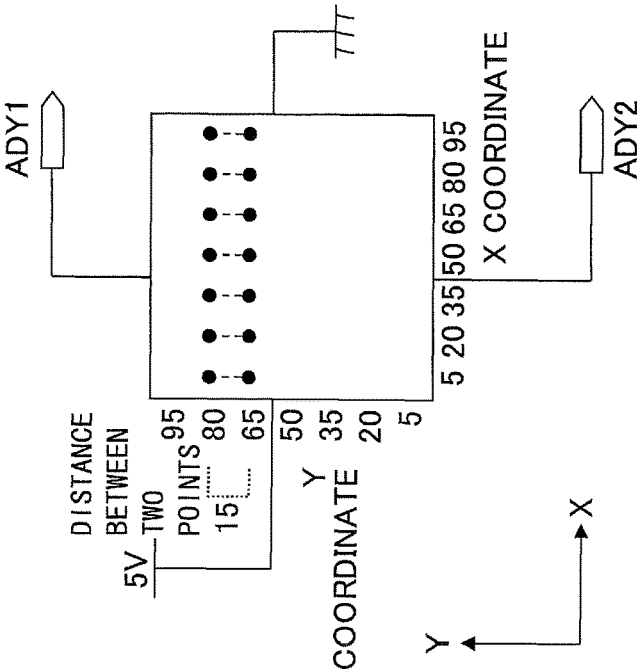 ADY1
DISTANCE
BETWEEN
TWO
POINTS
15
5V
95
80
65
50
35
20
5
Y
COORDINATE
5 20 35 50 65 80 95
X COORDINATE
ADY2
Y
X